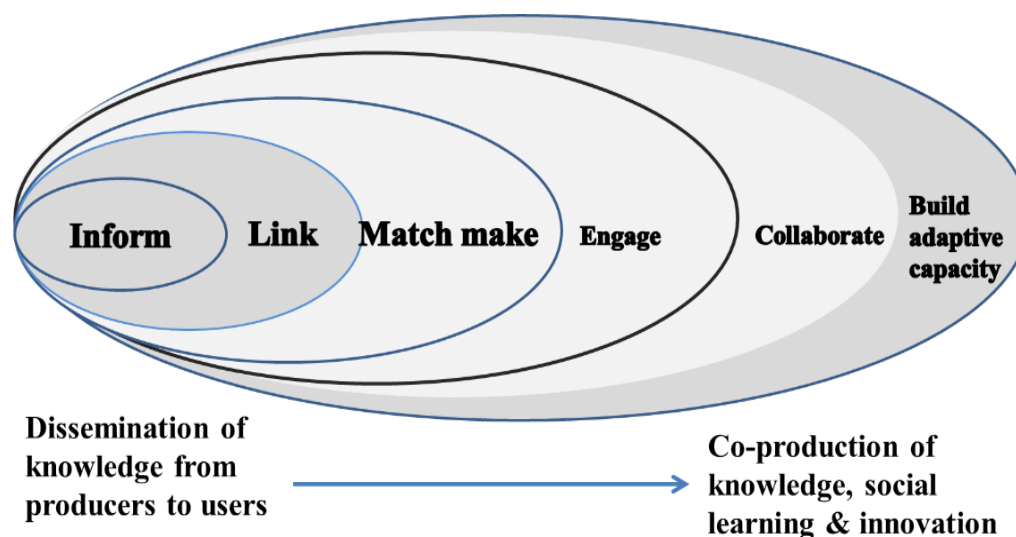 Inform
Link
Match make
Engage
Collaborate
Build
adaptive
capacity
Dissemination of
knowledge from
producers to users
Co-production of
knowledge, social
learning & innovation